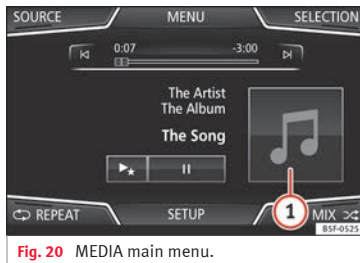 SOURCE MENU SELECTION
0:07 -3:00
The Artist
The Album
The Song
1
REPEAT SETUP MIX
BSF-0525
Fig. 20 MEDIA main menu.